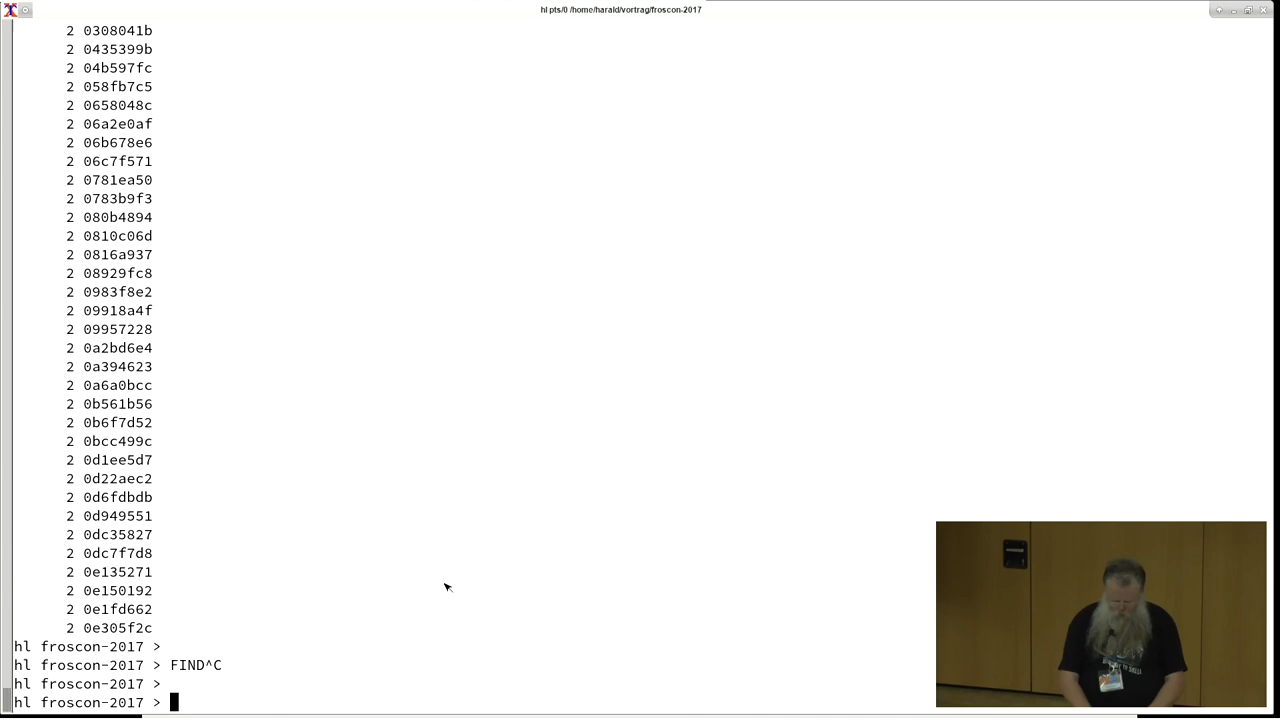 hl pts/0 /home/harald/vortrag/froscon-2017
2 0308041b
2 0435399b
2 04b597fc
2 058fb7c5
2 0658048c
2 06a2e0af
2 06b678e6
2 06c7f571
2 0781ea50
2 0783b9f3
2 080b4894
2 0810c06d
2 0816a937
2 08929fc8
2 0983f8e2
2 09918a4f
2 09957228
2 0a2bd6e4
2 0a394623
2 0a6a0bcc
2 0b561b56
2 0b6f7d52
2 0bcc499c
2 0d1ee5d7
2 0d22aec2
2 0d6fdbdb
2 0d949551
2 0dc35827
2 0dc7f7d8
2 0e135271
2 0e150192
2 0e1fd662
2 0e305f2c
hl froscon-2017 >
hl froscon-2017 > FIND^C
hl froscon-2017 >
hl froscon-2017 >